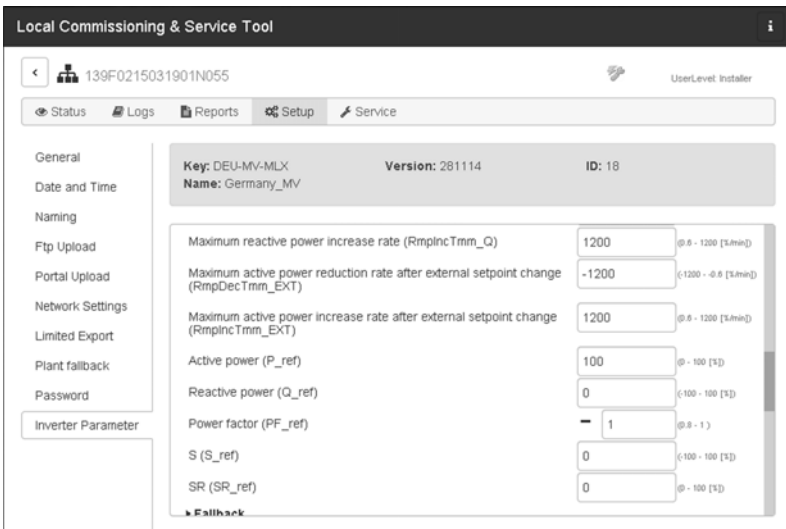 Local Commissioning & Service Tool
i
139F0215031901N055
UserLevel: Installer
Status Logs Reports Setup Service
General
Date and Time
Naming
Ftp Upload
Portal Upload
Network Settings
Limited Export
Plant fallback
Password
Inverter Parameter
Key: DEU-MV-MLX Version: 281114 ID: 18
Name: Germany_MV
Maximum reactive power increase rate (RmpIncTmm_Q) 1200 (0.6 - 1200 [%/min])
Maximum active power reduction rate after external setpoint change
(RmpDecTmm_EXT) -1200 (-1200 - -0.6 [%/min])
Maximum active power increase rate after external setpoint change
(RmpIncTmm_EXT) 1200 (0.6 - 1200 [%/min])
Active power (P_ref) 100 (0 - 100 [%])
Reactive power (Q_ref) 0 (-100 - 100 [%])
Power factor (PF_ref) − 1 (0.8 - 1 )
S (S_ref) 0 (-100 - 100 [%])
SR (SR_ref) 0 (0 - 100 [%])
Fallback